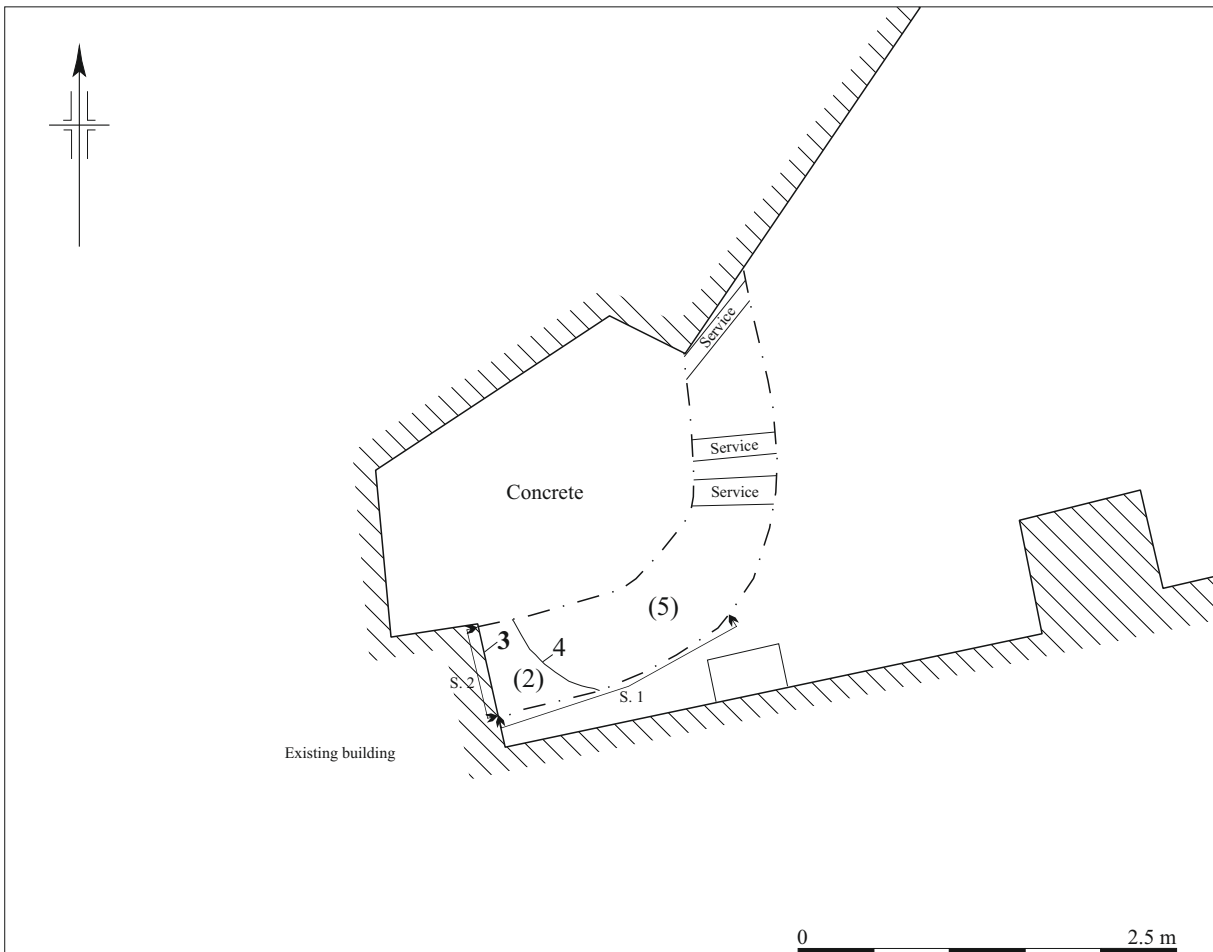 Service
Service
Concrete
Service
(5)
3
4
(2)
S. 2
S. 1
Existing building
0 2.5 m